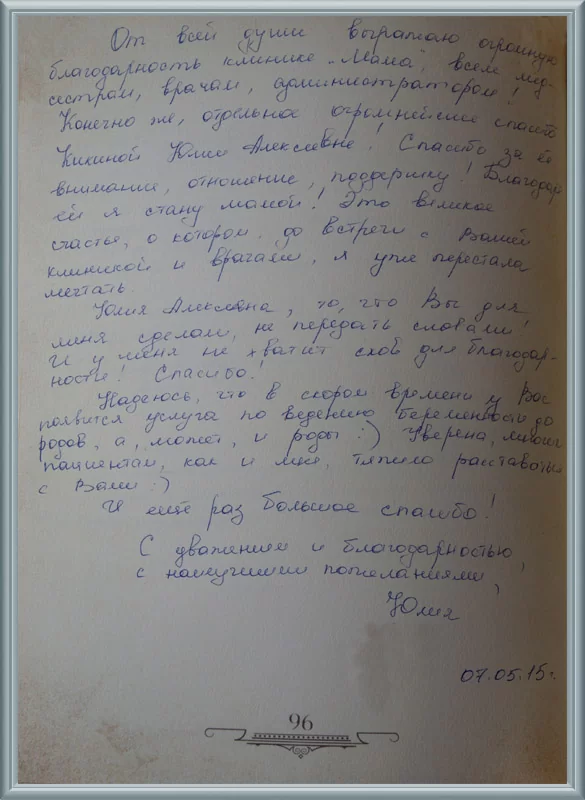 От всей души выражаю огромную
благодарность клинике "Мама", всем мед-
сестрам, врачам, администраторам!
Конечно же, отдельное огромнейшее спасибо
Кикиной Юлии Алексеевне! Спасибо за её
внимание, отношение, поддержку! Благодаря
ей я стану мамой! Это великое
счастье, о котором, до встречи с Вашей
клиникой и врачами, я уже перестала
мечтать.
Юлия Алексеевна, то, что Вы для
меня сделали, не передать словами!
И у меня не хватит слов для благодар-
ности! Спасибо!
Надеюсь, что в скором времени у Вас
появится услуга по ведению беременности до
родов, а, может, и роды :) Уверена, многим
пациентам, как и мне, тяжело расставаться
с Вами :)
И еще раз большое спасибо!
С уважением и благодарностью,
с наилучшими пожеланиями,
Юлия
07.05.15г.
96